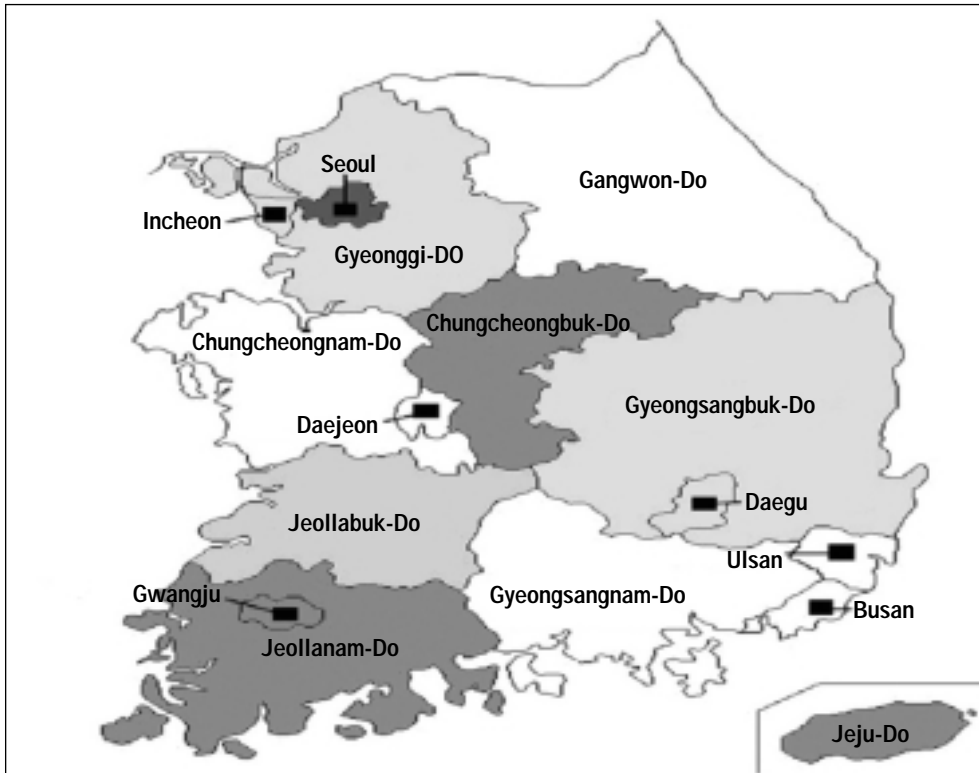 Seoul
Gangwon-Do
Incheon
Gyeonggi-DO
Chungcheongbuk-Do
Chungcheongnam-Do
Gyeongsangbuk-Do
Daejeon
Daegu
Jeollabuk-Do
Ulsan
Gwangju
Gyeongsangnam-Do
Busan
Jeollanam-Do
Jeju-Do